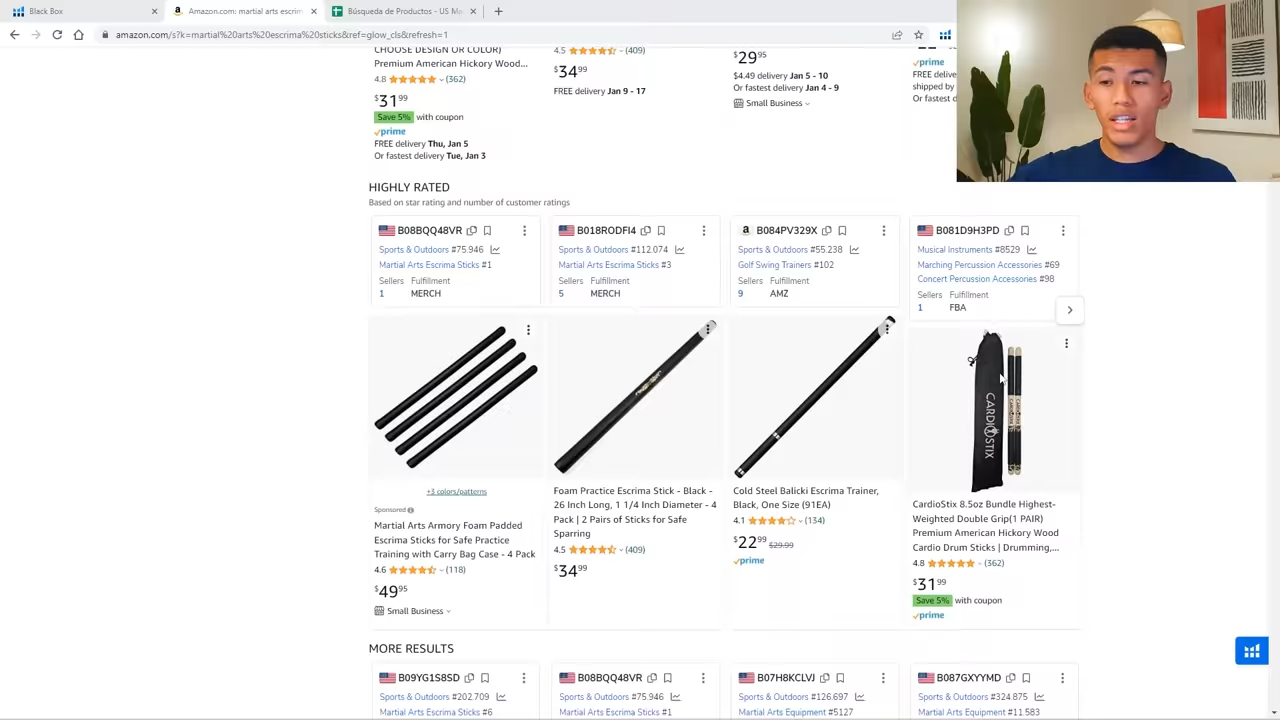 Black Box
Amazon.com: martial arts escrim
Búsqueda de Productos - US Ma
amazon.com/s?k=martial%20arts%20escrima%20sticks&ref=glow_cls&refresh=1
CHOOSE DESIGN OR COLOR)
Premium American Hickory Wood...
4.8 (362)
$31.99
Save 5% with coupon
prime
FREE delivery Thu, Jan 5
Or fastest delivery Tue, Jan 3
4.5 (409)
$34.99
FREE delivery Jan 9 - 17
$29.95
$4.49 delivery Jan 5 - 10
Or fastest delivery Jan 4 - 9
Small Business
prime
FREE delive
shipped by
Or fastest d
HIGHLY RATED
Based on star rating and number of customer ratings
B08BQQ48VR
Sports & Outdoors #75.946
Martial Arts Escrima Sticks #1
Sellers Fulfillment
1 MERCH
B018RODFI4
Sports & Outdoors #112.074
Martial Arts Escrima Sticks #3
Sellers Fulfillment
5 MERCH
B084PV329X
Sports & Outdoors #55.238
Golf Swing Trainers #102
Sellers Fulfillment
9 AMZ
B081D9H3PD
Musical Instruments #8529
Marching Percussion Accessories #69
Concert Percussion Accessories #98
Sellers Fulfillment
1 FBA
CARDIOSTIX
+3 colors/patterns
Sponsored
Martial Arts Armory Foam Padded
Escrima Sticks for Safe Practice
Training with Carry Bag Case - 4 Pack
4.6 (118)
$49.95
Small Business
Foam Practice Escrima Stick - Black -
26 Inch Long, 1 1/4 Inch Diameter - 4
Pack | 2 Pairs of Sticks for Safe
Sparring
4.5 (409)
$34.99
Cold Steel Balicki Escrima Trainer,
Black, One Size (91EA)
4.1 (134)
$22.99 $29.99
prime
CardioStix 8.5oz Bundle Highest-
Weighted Double Grip(1 PAIR)
Premium American Hickory Wood
Cardio Drum Sticks | Drumming,...
4.8 (362)
$31.99
Save 5% with coupon
prime
MORE RESULTS
B09YG1S8SD
Sports & Outdoors #202.709
Martial Arts Escrima Sticks #6
B08BQQ48VR
Sports & Outdoors #75.946
Martial Arts Escrima Sticks #1
B07H8KCLVJ
Sports & Outdoors #126.697
Martial Arts Equipment #5127
B087GXYYMD
Sports & Outdoors #324.875
Martial Arts Equipment #11.583